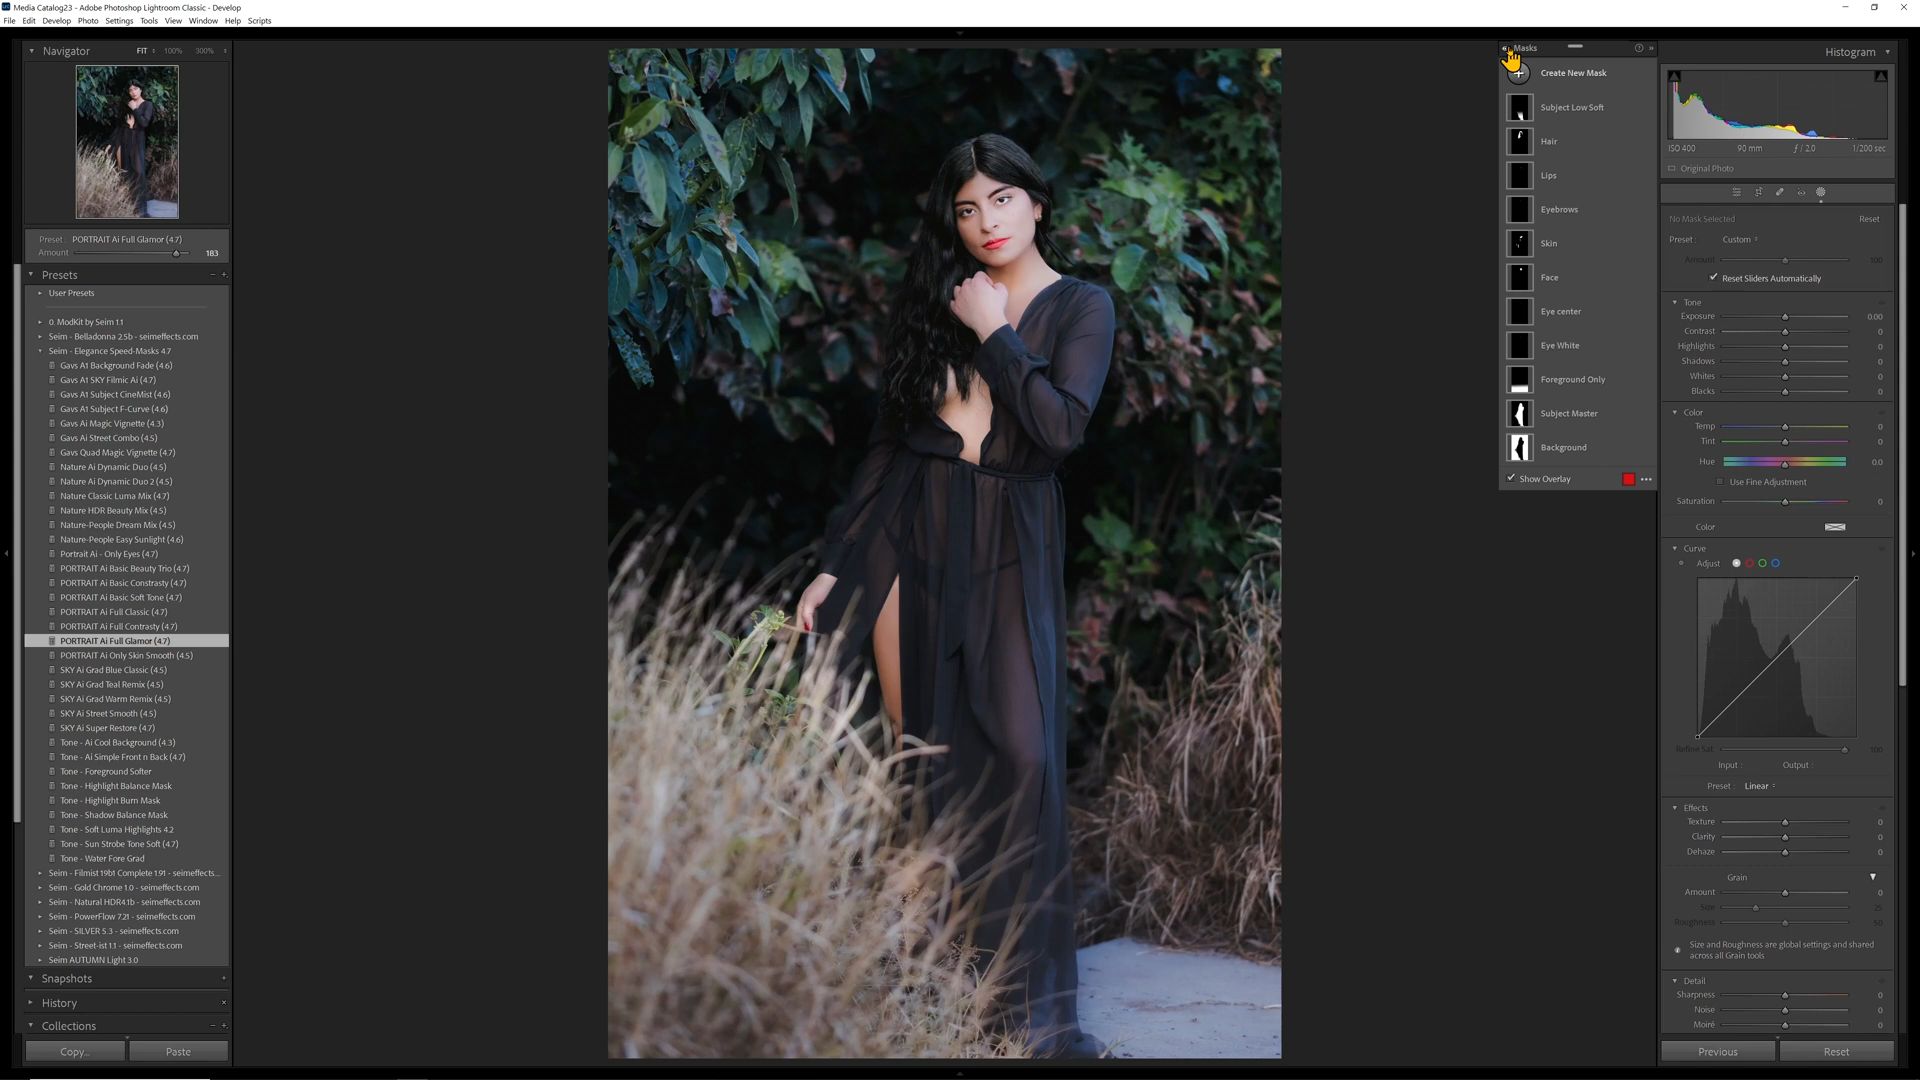 Media Catalog23 - Adobe Photoshop Lightroom Classic - Develop
File Edit Develop Photo Settings Tools View Window Help Scripts
Navigator FIT 100% 300%
Preset PORTRAIT Ai Full Glamor (4.7)
Amount 183
Presets
User Presets
0. ModKit by Seim 1.1
Seim - Belladonna 2.5b - seimeffects.com
Seim - Elegance Speed-Masks 4.7
Gavs A1 Background Fade (4.6)
Gavs A1 SKY Filmic Ai (4.7)
Gavs A1 Subject CineMist (4.6)
Gavs A1 Subject F-Curve (4.6)
Gavs Ai Magic Vignette (4.3)
Gavs Ai Street Combo (4.5)
Gavs Quad Magic Vignette (4.7)
Nature Ai Dynamic Duo (4.5)
Nature Ai Dynamic Duo 2 (4.5)
Nature Classic Luma Mix (4.7)
Nature HDR Beauty Mix (4.5)
Nature-People Dream Mix (4.5)
Nature-People Easy Sunlight (4.6)
Portrait Ai - Only Eyes (4.7)
PORTRAIT Ai Basic Beauty Trio (4.7)
PORTRAIT Ai Basic Constrasty (4.7)
PORTRAIT Ai Basic Soft Tone (4.7)
PORTRAIT Ai Full Classic (4.7)
PORTRAIT Ai Full Contrasty (4.7)
PORTRAIT Ai Full Glamor (4.7)
PORTRAIT Ai Only Skin Smooth (4.5)
SKY Ai Grad Blue Classic (4.5)
SKY Ai Grad Teal Remix (4.5)
SKY Ai Grad Warm Remix (4.5)
SKY Ai Street Smooth (4.5)
SKY Ai Super Restore (4.7)
Tone - Ai Cool Background (4.3)
Tone - Ai Simple Front n Back (4.7)
Tone - Foreground Softer
Tone - Highlight Balance Mask
Tone - Highlight Burn Mask
Tone - Shadow Balance Mask
Tone - Soft Luma Highlights 4.2
Tone - Sun Strobe Tone Soft (4.7)
Tone - Water Fore Grad
Seim - Filmist19b1 Complete 1.91 - seimeffects...
Seim - Gold Chrome 1.0 - seimeffects.com
Seim - Natural HDR4.1b - seimeffects.com
Seim - PowerFlow 7.21 - seimeffects.com
Seim - SILVER 5.3 - seimeffects.com
Seim - Street-ist 1.1 - seimeffects.com
Seim AUTUMN Light 3.0
Snapshots
History
Collections
Copy... Paste
Masks
Create New Mask
Subject Low Soft
Hair
Lips
Eyebrows
Skin
Face
Eye center
Eye White
Foreground Only
Subject Master
Background
Show Overlay
Histogram
ISO 400 90 mm ƒ / 2.0 1/200 sec
Original Photo
No Mask Selected Reset
Preset : Custom
Amount 100
Reset Sliders Automatically
Tone
Exposure 0.00
Contrast 0
Highlights 0
Shadows 0
Whites 0
Blacks 0
Color
Temp 0
Tint 0
Hue 0.0
Use Fine Adjustment
Saturation 0
Color
Curve
Adjust
Refine Sat 100
Input : Output :
Preset : Linear
Effects
Texture 0
Clarity 0
Dehaze 0
Grain
Amount 0
Size 25
Roughness 50
Size and Roughness are global settings and shared
across all Grain tools
Detail
Sharpness 0
Noise 0
Moiré 0
Previous Reset